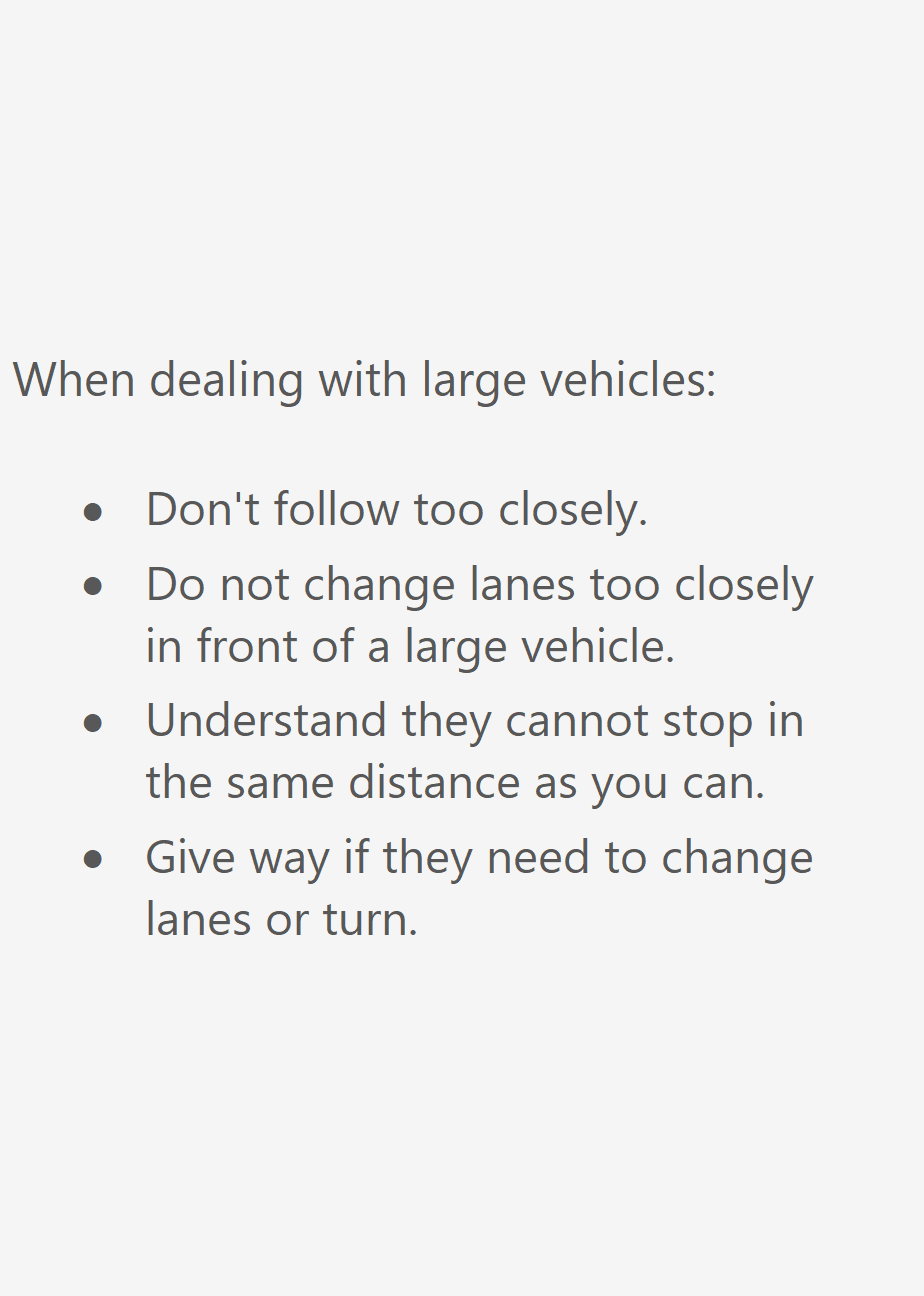 When dealing with large vehicles:
● Don't follow too closely.
● Do not change lanes too closely
in front of a large vehicle.
● Understand they cannot stop in
the same distance as you can.
● Give way if they need to change
lanes or turn.